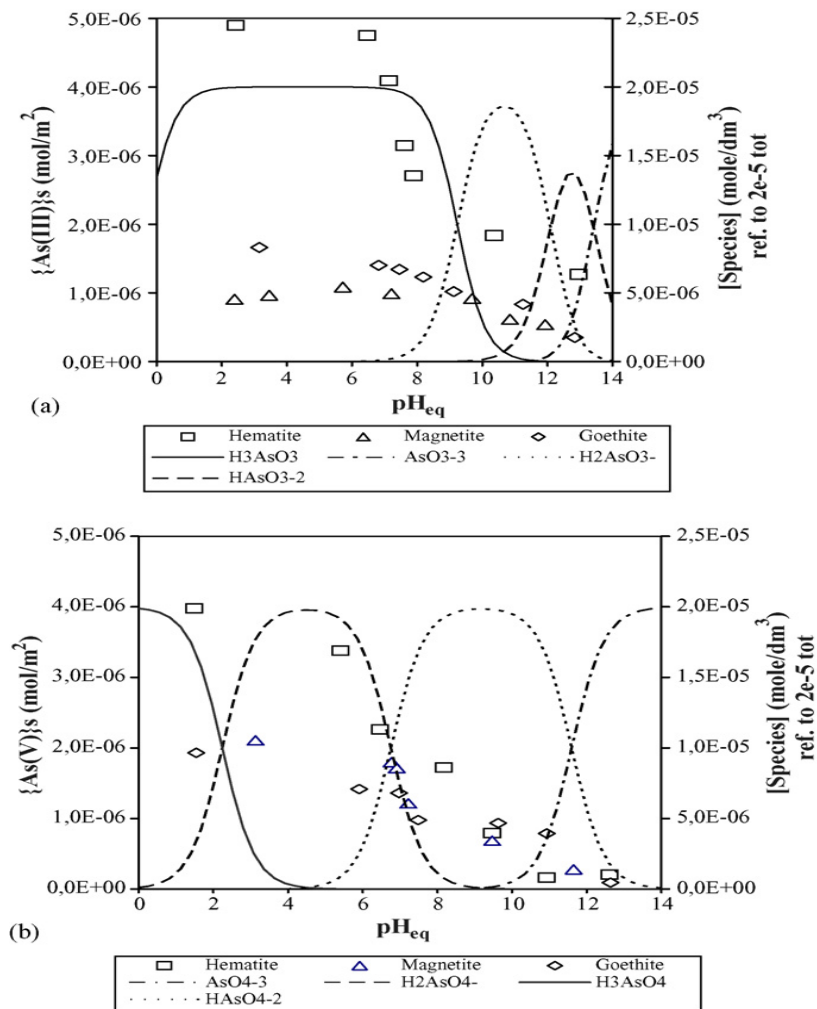 5,0E-06
4,0E-06
3,0E-06
2,0E-06
1,0E-06
0,0E+00
{As(III)}s (mol/m2)
2,5E-05
2,0E-05
1,5E-05
1,0E-05
5,0E-06
0,0E+00
[Species] (mole/dm3)
ref. to 2e-5 tot
0 2 4 6 8 10 12 14
(a)
pHeq
Hematite Magnetite Goethite
H3AsO3 AsO3-3 H2AsO3-
HAsO3-2
5,0E-06
4,0E-06
3,0E-06
2,0E-06
1,0E-06
0,0E+00
{As(V)}s (mol/m2)
2,5E-05
2,0E-05
1,5E-05
1,0E-05
5,0E-06
0,0E+00
[Species] (mole/dm3)
ref. to 2e-5 tot
0 2 4 6 8 10 12 14
(b)
pHeq
Hematite Magnetite Goethite
AsO4-3 H2AsO4- H3AsO4
HAsO4-2